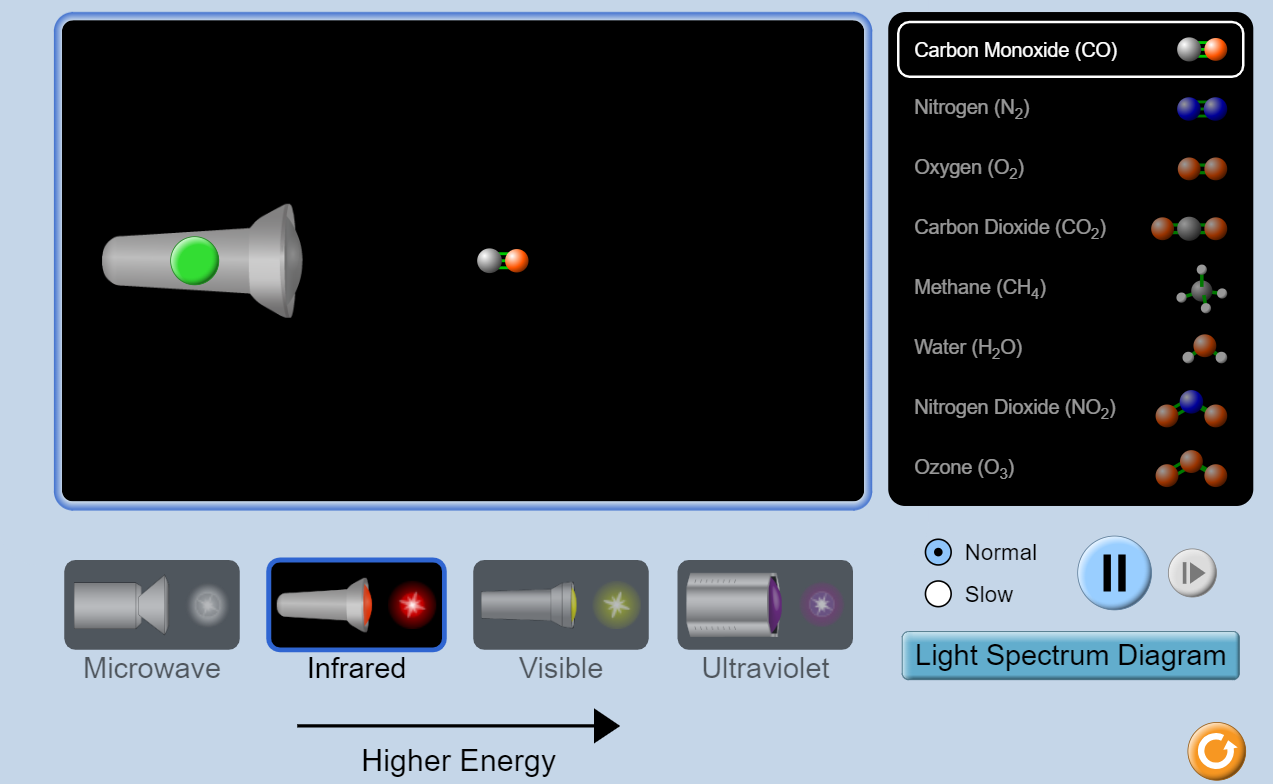 Carbon Monoxide (CO)
Nitrogen (N₂)
Oxygen (O₂)
Carbon Dioxide (CO₂)
Methane (CH₄)
Water (H₂O)
Nitrogen Dioxide (NO₂)
Ozone (O₃)
Normal
Slow
Light Spectrum Diagram
Microwave Infrared Visible Ultraviolet
Higher Energy